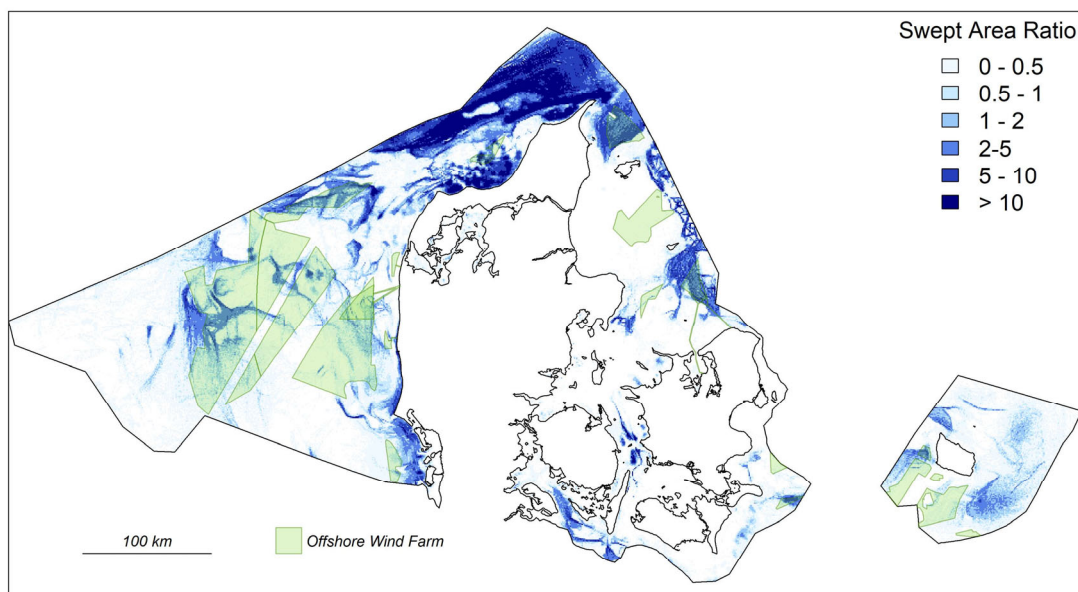 Swept Area Ratio
0 - 0.5
0.5 - 1
1 - 2
2-5
5 - 10
> 10
100 km
Offshore Wind Farm